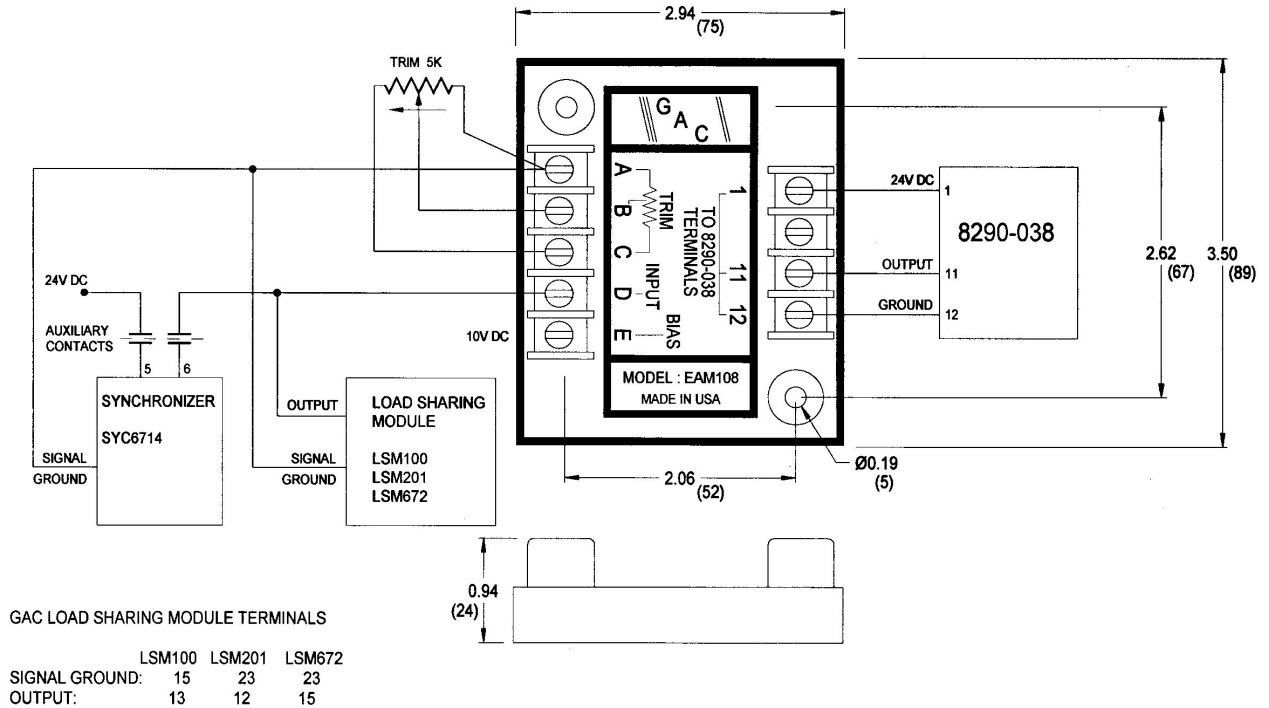 2.94
(75)
TRIM 5K
G A C
A
B
C
D
E
TRIM
INPUT
BIAS
TO 8290-038
TERMINALS
1
11
12
10V DC
MODEL : EAM108
MADE IN USA
24V DC
1
8290-038
OUTPUT
11
GROUND
12
2.62
(67)
3.50
(89)
24V DC
AUXILIARY
CONTACTS
5
6
SYNCHRONIZER
SYC6714
SIGNAL
GROUND
OUTPUT
LOAD SHARING
MODULE
SIGNAL
GROUND
LSM100
LSM201
LSM672
2.06
(52)
Ø0.19
(5)
0.94
(24)
GAC LOAD SHARING MODULE TERMINALS
LSM100 LSM201 LSM672
SIGNAL GROUND: 15 23 23
OUTPUT: 13 12 15